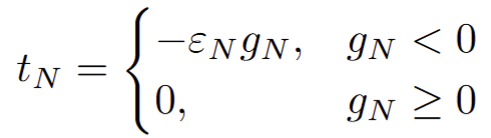 t_N = { −ε_N g_N, g_N < 0
0, g_N ≥ 0